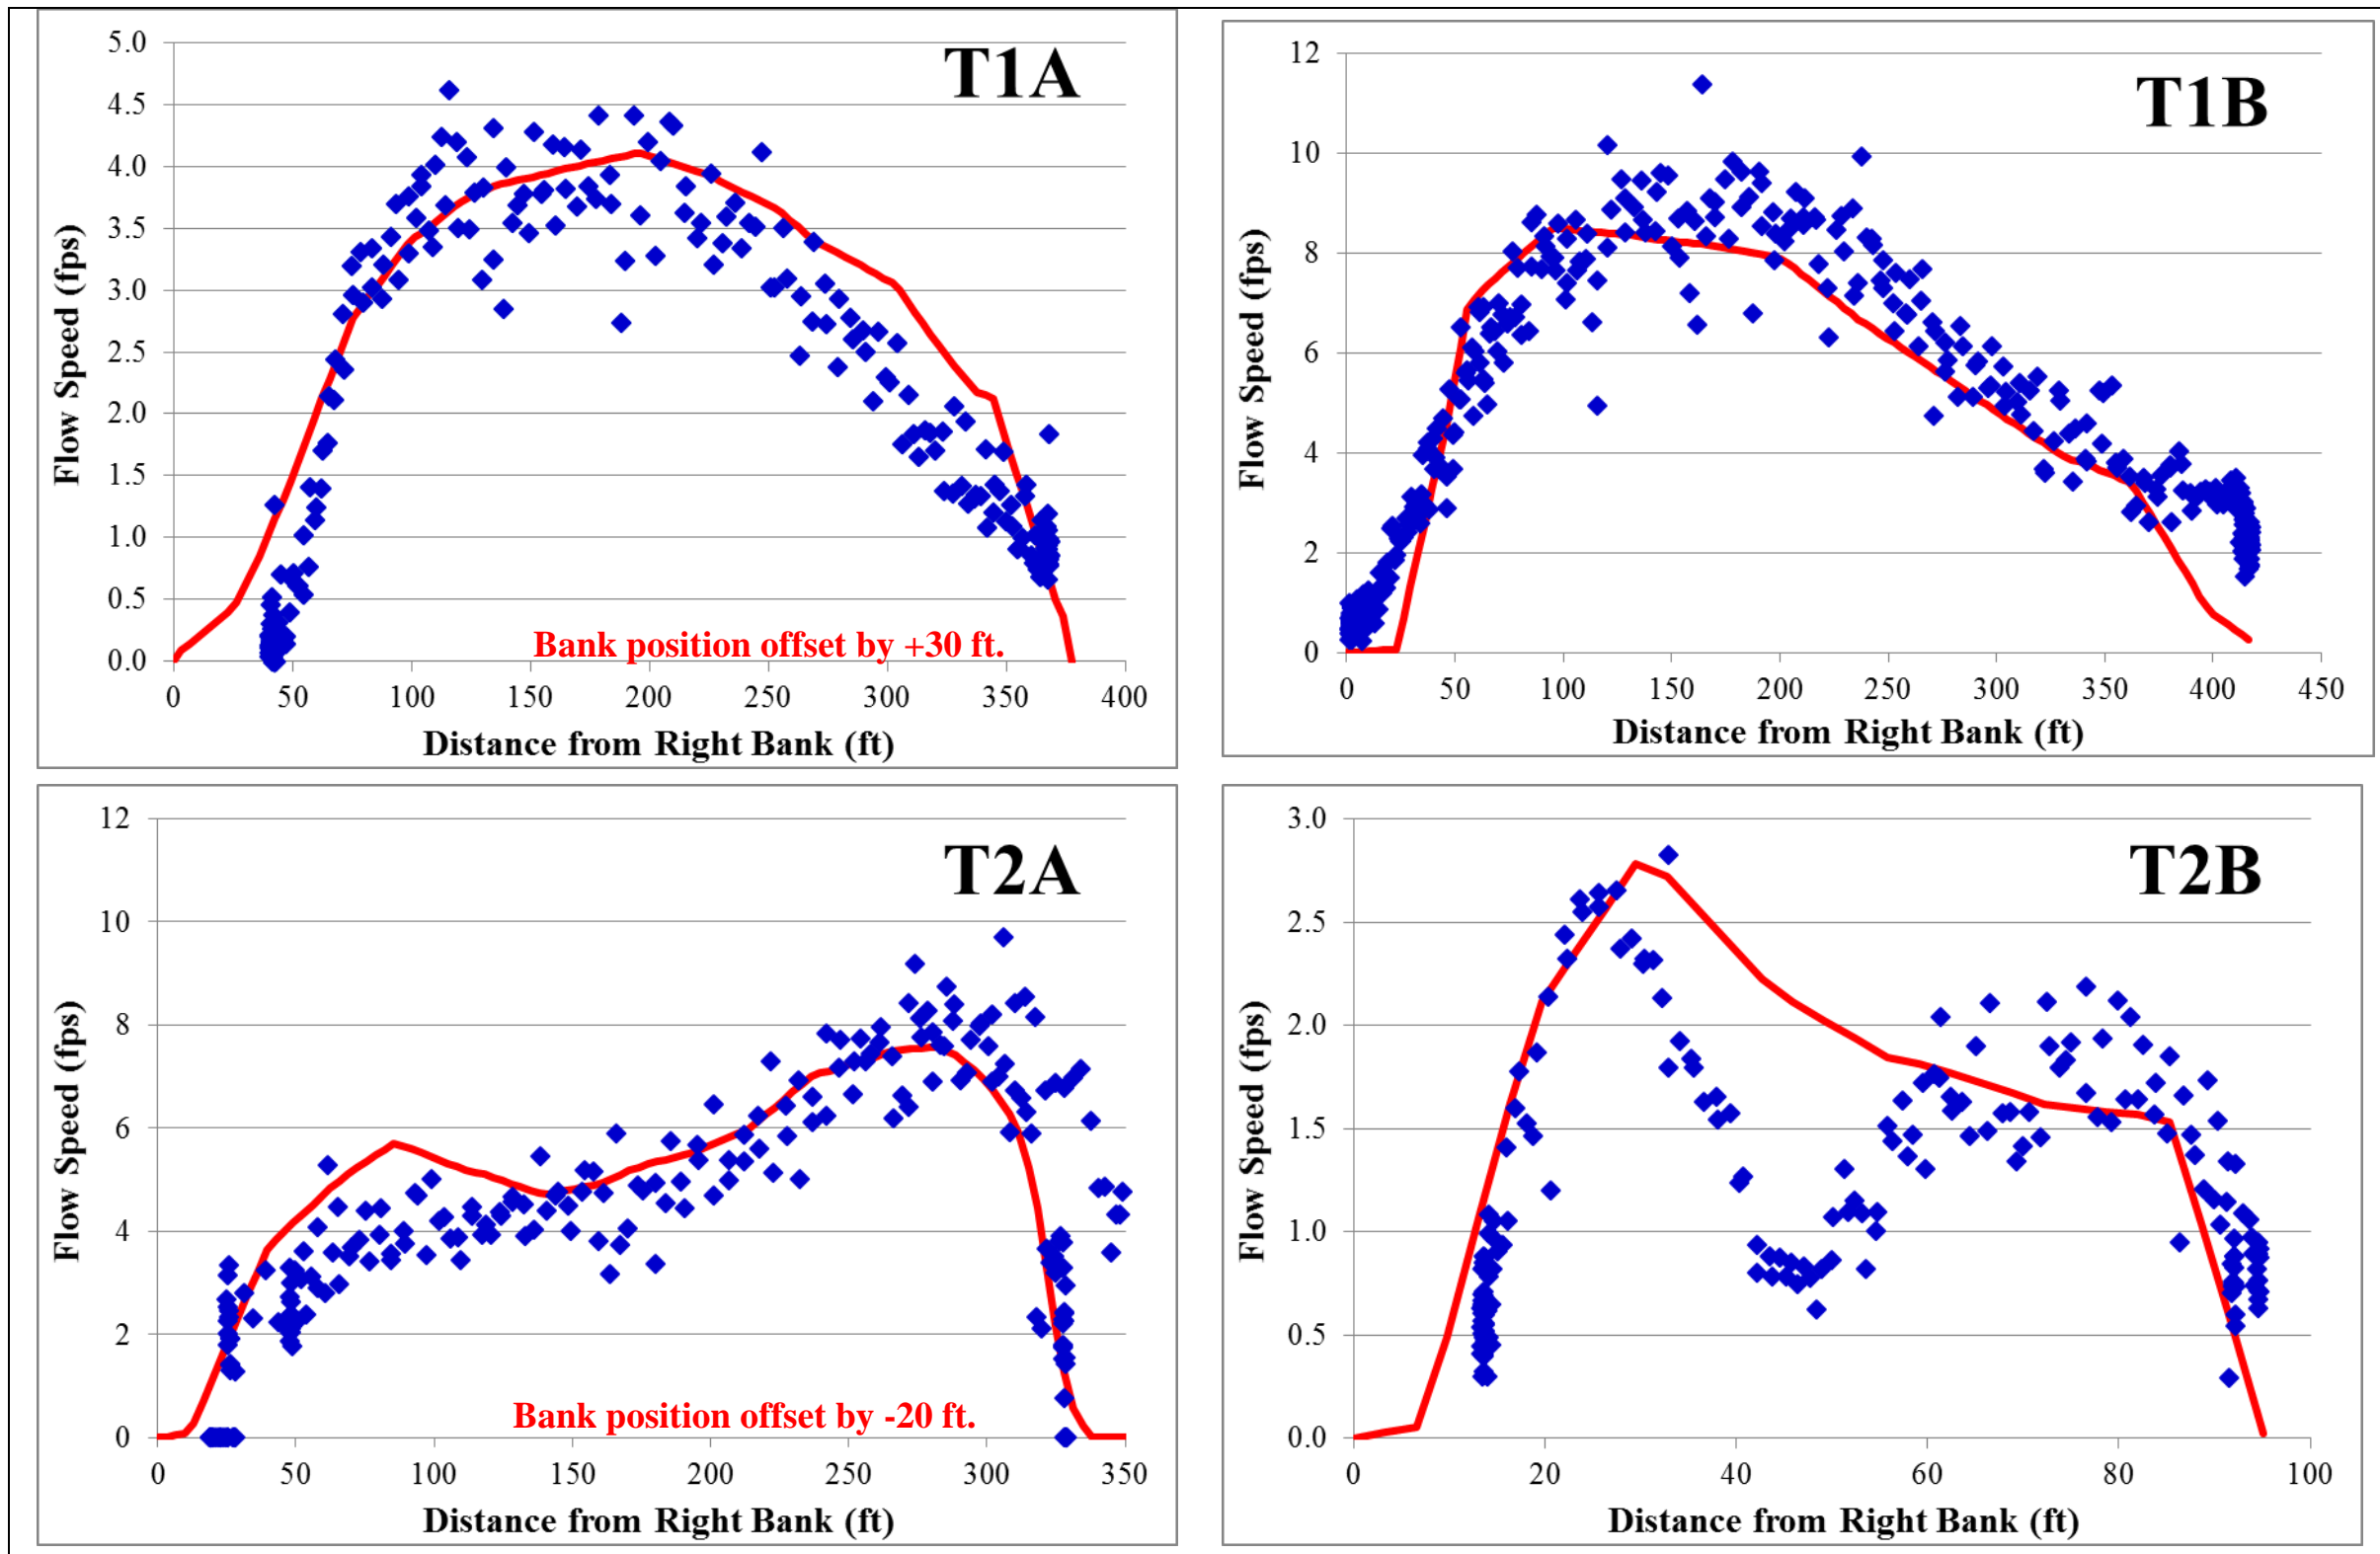 T1A
5.0
4.5
4.0
3.5
3.0
2.5
2.0
1.5
1.0
0.5
0.0
Flow Speed (fps)
Bank position offset by +30 ft.
0 50 100 150 200 250 300 350 400
Distance from Right Bank (ft)
T1B
12
10
8
6
4
2
0
Flow Speed (fps)
0 50 100 150 200 250 300 350 400 450
Distance from Right Bank (ft)
T2A
12
10
8
6
4
2
0
Flow Speed (fps)
Bank position offset by -20 ft.
0 50 100 150 200 250 300 350
Distance from Right Bank (ft)
T2B
3.0
2.5
2.0
1.5
1.0
0.5
0.0
Flow Speed (fps)
0 20 40 60 80 100
Distance from Right Bank (ft)